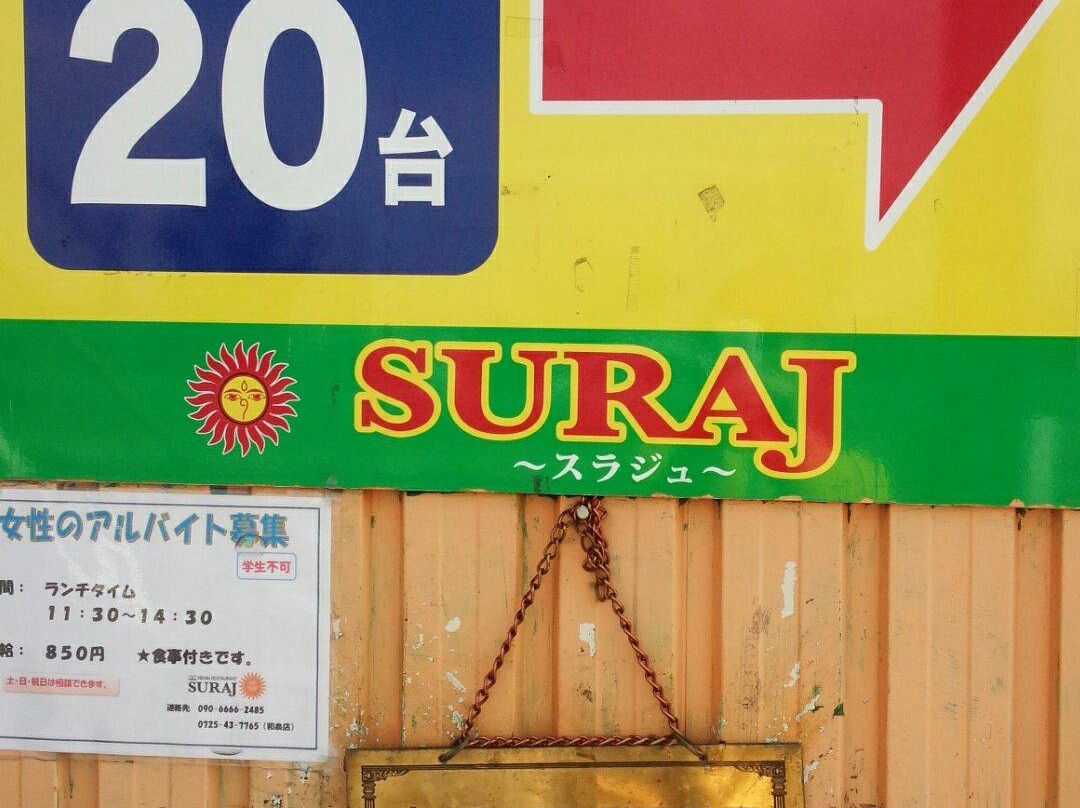 20台
SURAJ
～スラジュ～
女性のアルバイト募集
学生不可
間： ランチタイム
11：30～14：30
給： 850円 ★食事付きです。
土・日・祝日は相談できます。
INDIAN RESTAURANT
SURAJ
連絡先 090-6666-2485
0725-43-7765（和泉店）